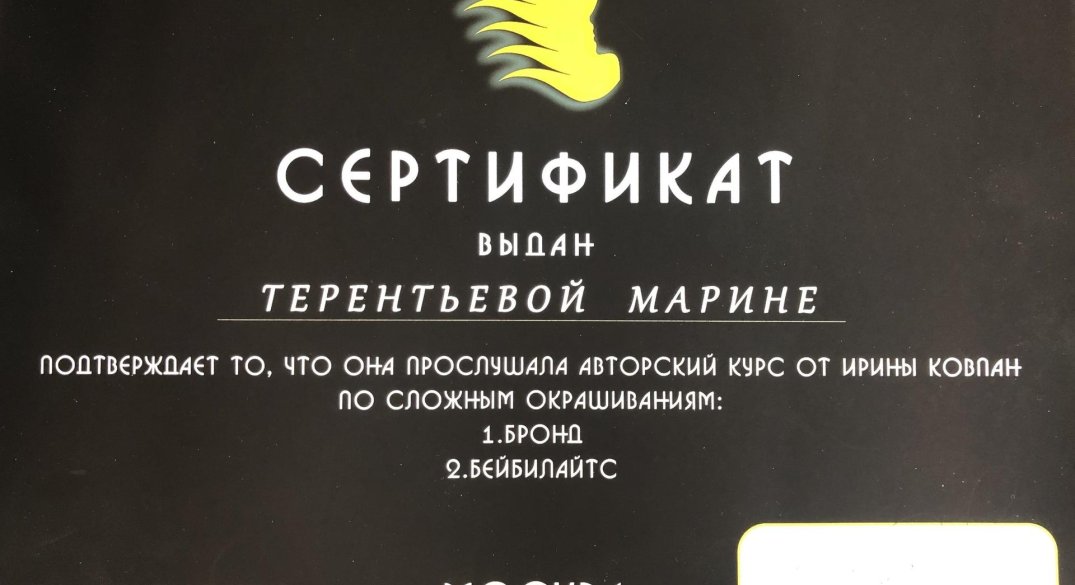 СЕРТИФИКАТ
ВЫДАН
ТЕРЕНТЬЕВОЙ МАРИНЕ
ПОДТВЕРЖДАЕТ ТО, ЧТО ОНА ПРОСЛУШАЛА АВТОРСКИЙ КУРС ОТ ИРИНЫ КОВПАН
ПО СЛОЖНЫМ ОКРАШИВАНИЯМ:
1.БРОНД
2.БЕЙБИЛАЙТС